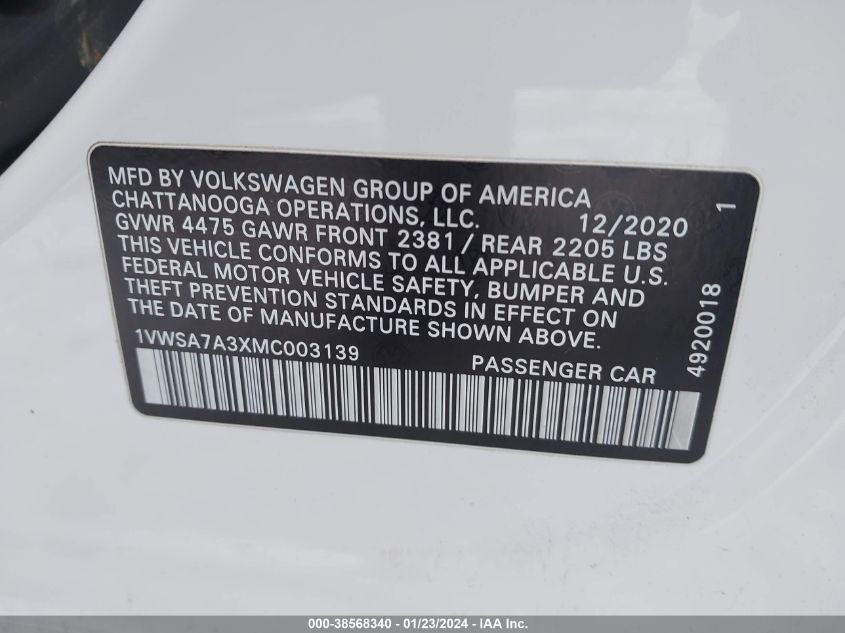 MFD BY VOLKSWAGEN GROUP OF AMERICA
CHATTANOOGA OPERATIONS, LLC. 12/2020
GVWR 4475 GAWR FRONT 2381 / REAR 2205 LBS
THIS VEHICLE CONFORMS TO ALL APPLICABLE U.S.
FEDERAL MOTOR VEHICLE SAFETY, BUMPER AND
THEFT PREVENTION STANDARDS IN EFFECT ON
THE DATE OF MANUFACTURE SHOWN ABOVE.
1VWSA7A3XMC003139 PASSENGER CAR
4920018 1
000-38568340 - 01/23/2024 - IAA Inc.